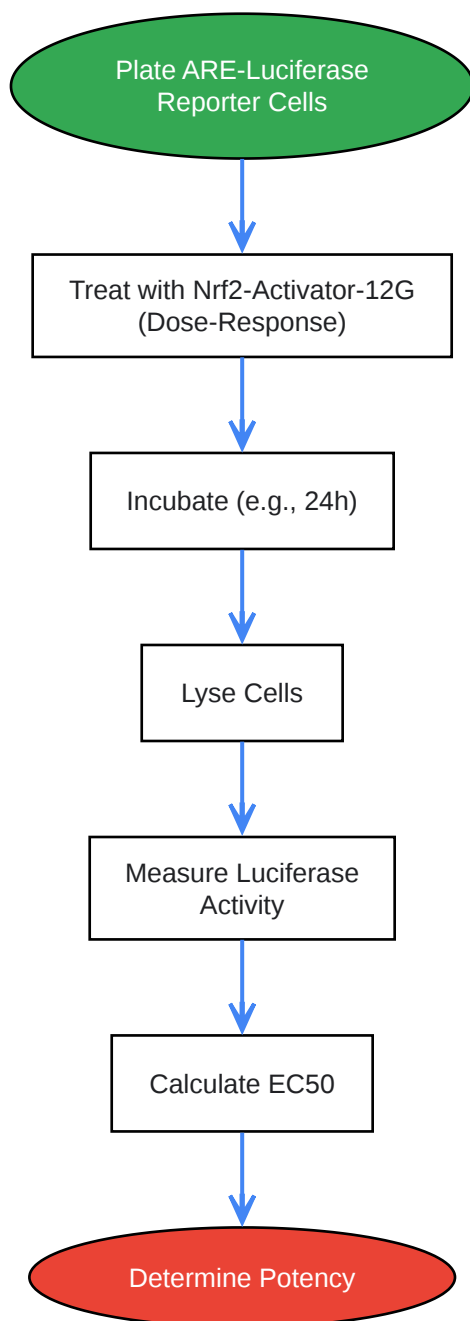 Plate ARE-Luciferase
Reporter Cells
Treat with Nrf2-Activator-12G
(Dose-Response)
Incubate (e.g., 24h)
Lyse Cells
Measure Luciferase
Activity
Calculate EC50
Determine Potency